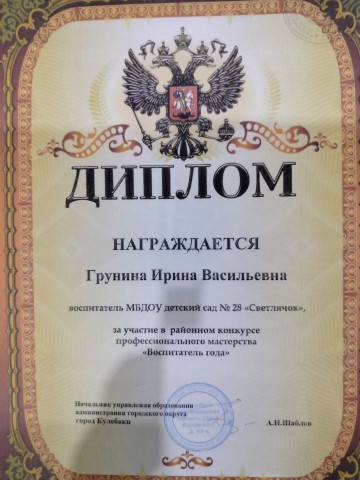 ДИПЛОМ
НАГРАЖДАЕТСЯ
Грунина Ирина Васильевна
воспитатель МБДОУ детский сад № 28 «Светлячок»,
за участие в районном конкурсе
профессионального мастерства
«Воспитатель года»
Начальник управления образования
администрации городского округа
город Кулебаки А.Н.Шаблов